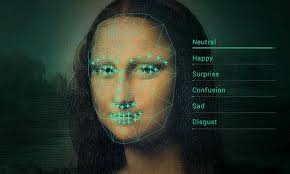 Neutral
Happy
Surprise
Confusion
Sad
Disgust